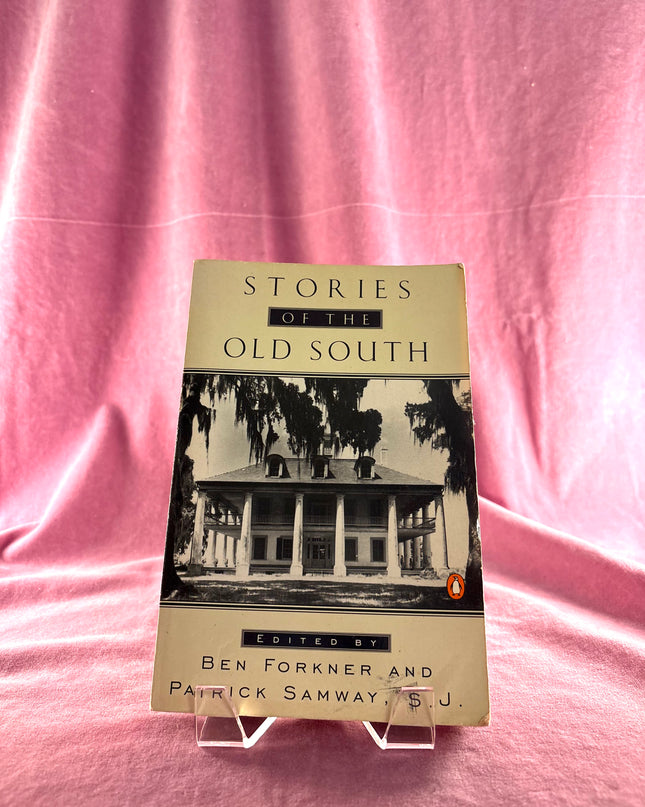 STORIES
OF THE
OLD SOUTH
EDITED BY
BEN FORKNER AND
PATRICK SAMWAY, S.J.